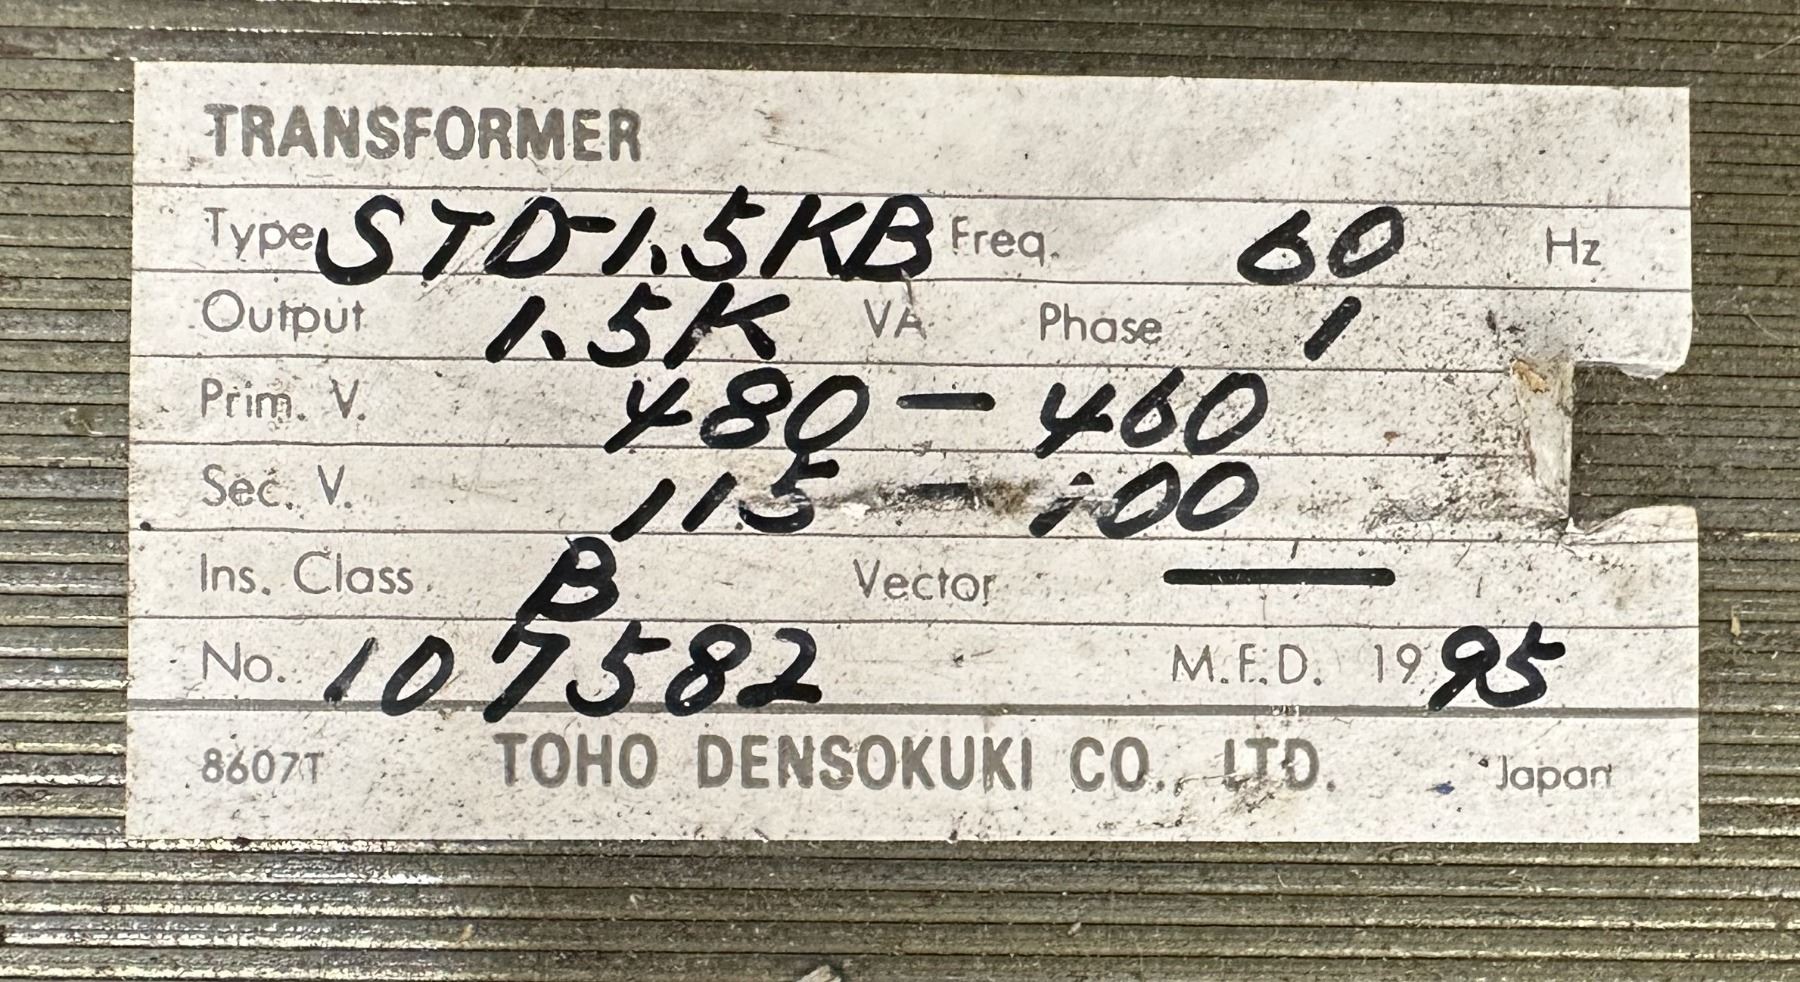 TRANSFORMER
Type STD-1.5KB Freq. 60 Hz
Output 1.5K VA Phase 1
Prim. V. 480 - 460
Sec. V. 115 - 100
Ins. Class B Vector —
No. 107582 M.F.D. 1995
8607T TOHO DENSOKUKI CO., LTD. Japan